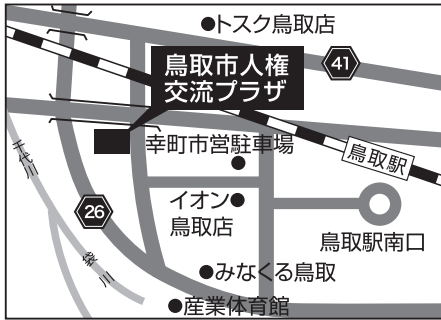 トスク鳥取店
鳥取市人権
交流プラザ
41
幸町市営駐車場
鳥取駅
千代川
イオン
鳥取店
26
鳥取駅南口
袋川
みなくる鳥取
産業体育館